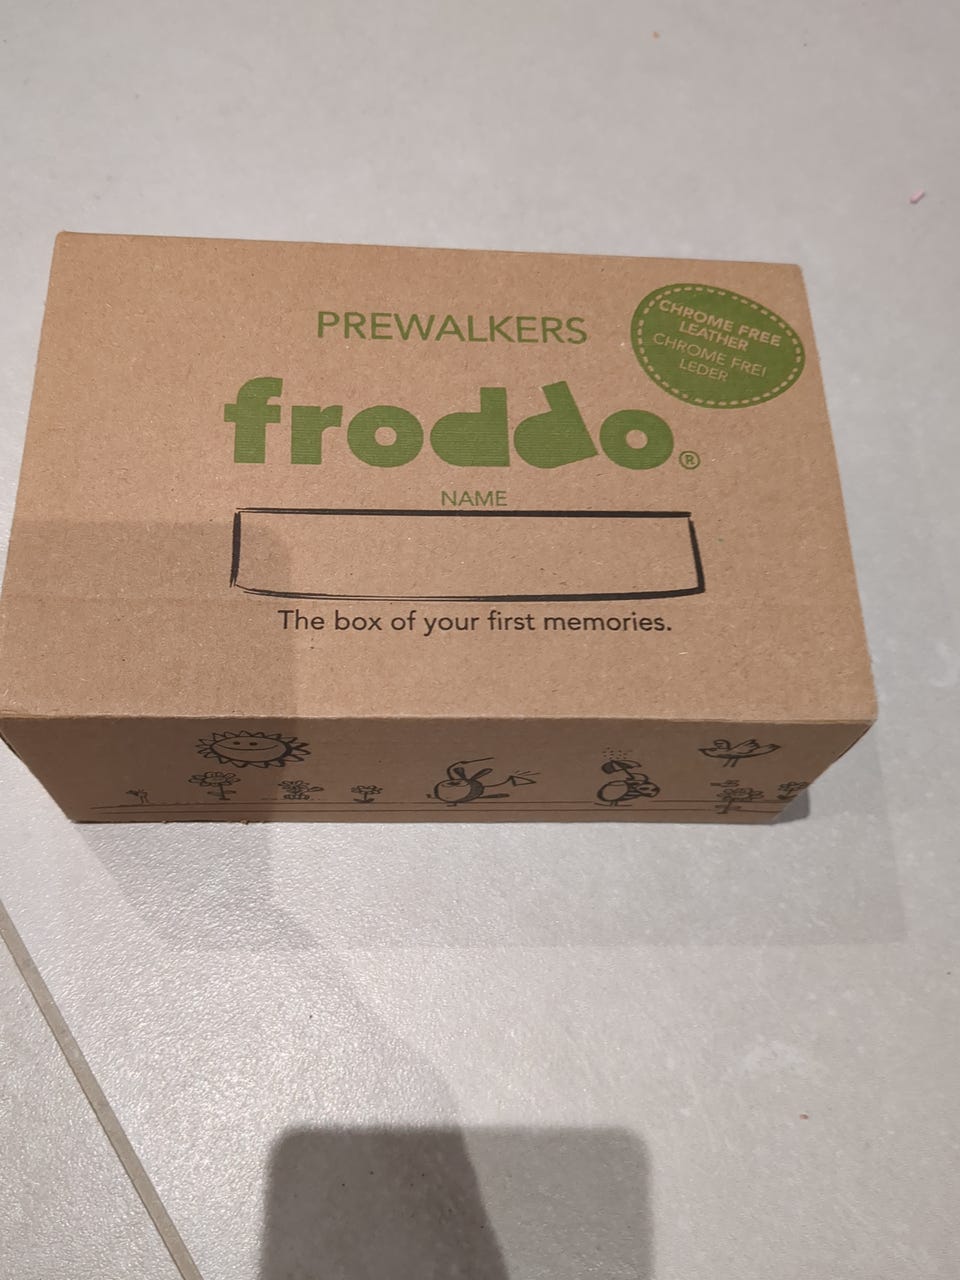 PREWALKERS
CHROME FREE
LEATHER
CHROME FREI
LEDER
froddo®
NAME
The box of your first memories.